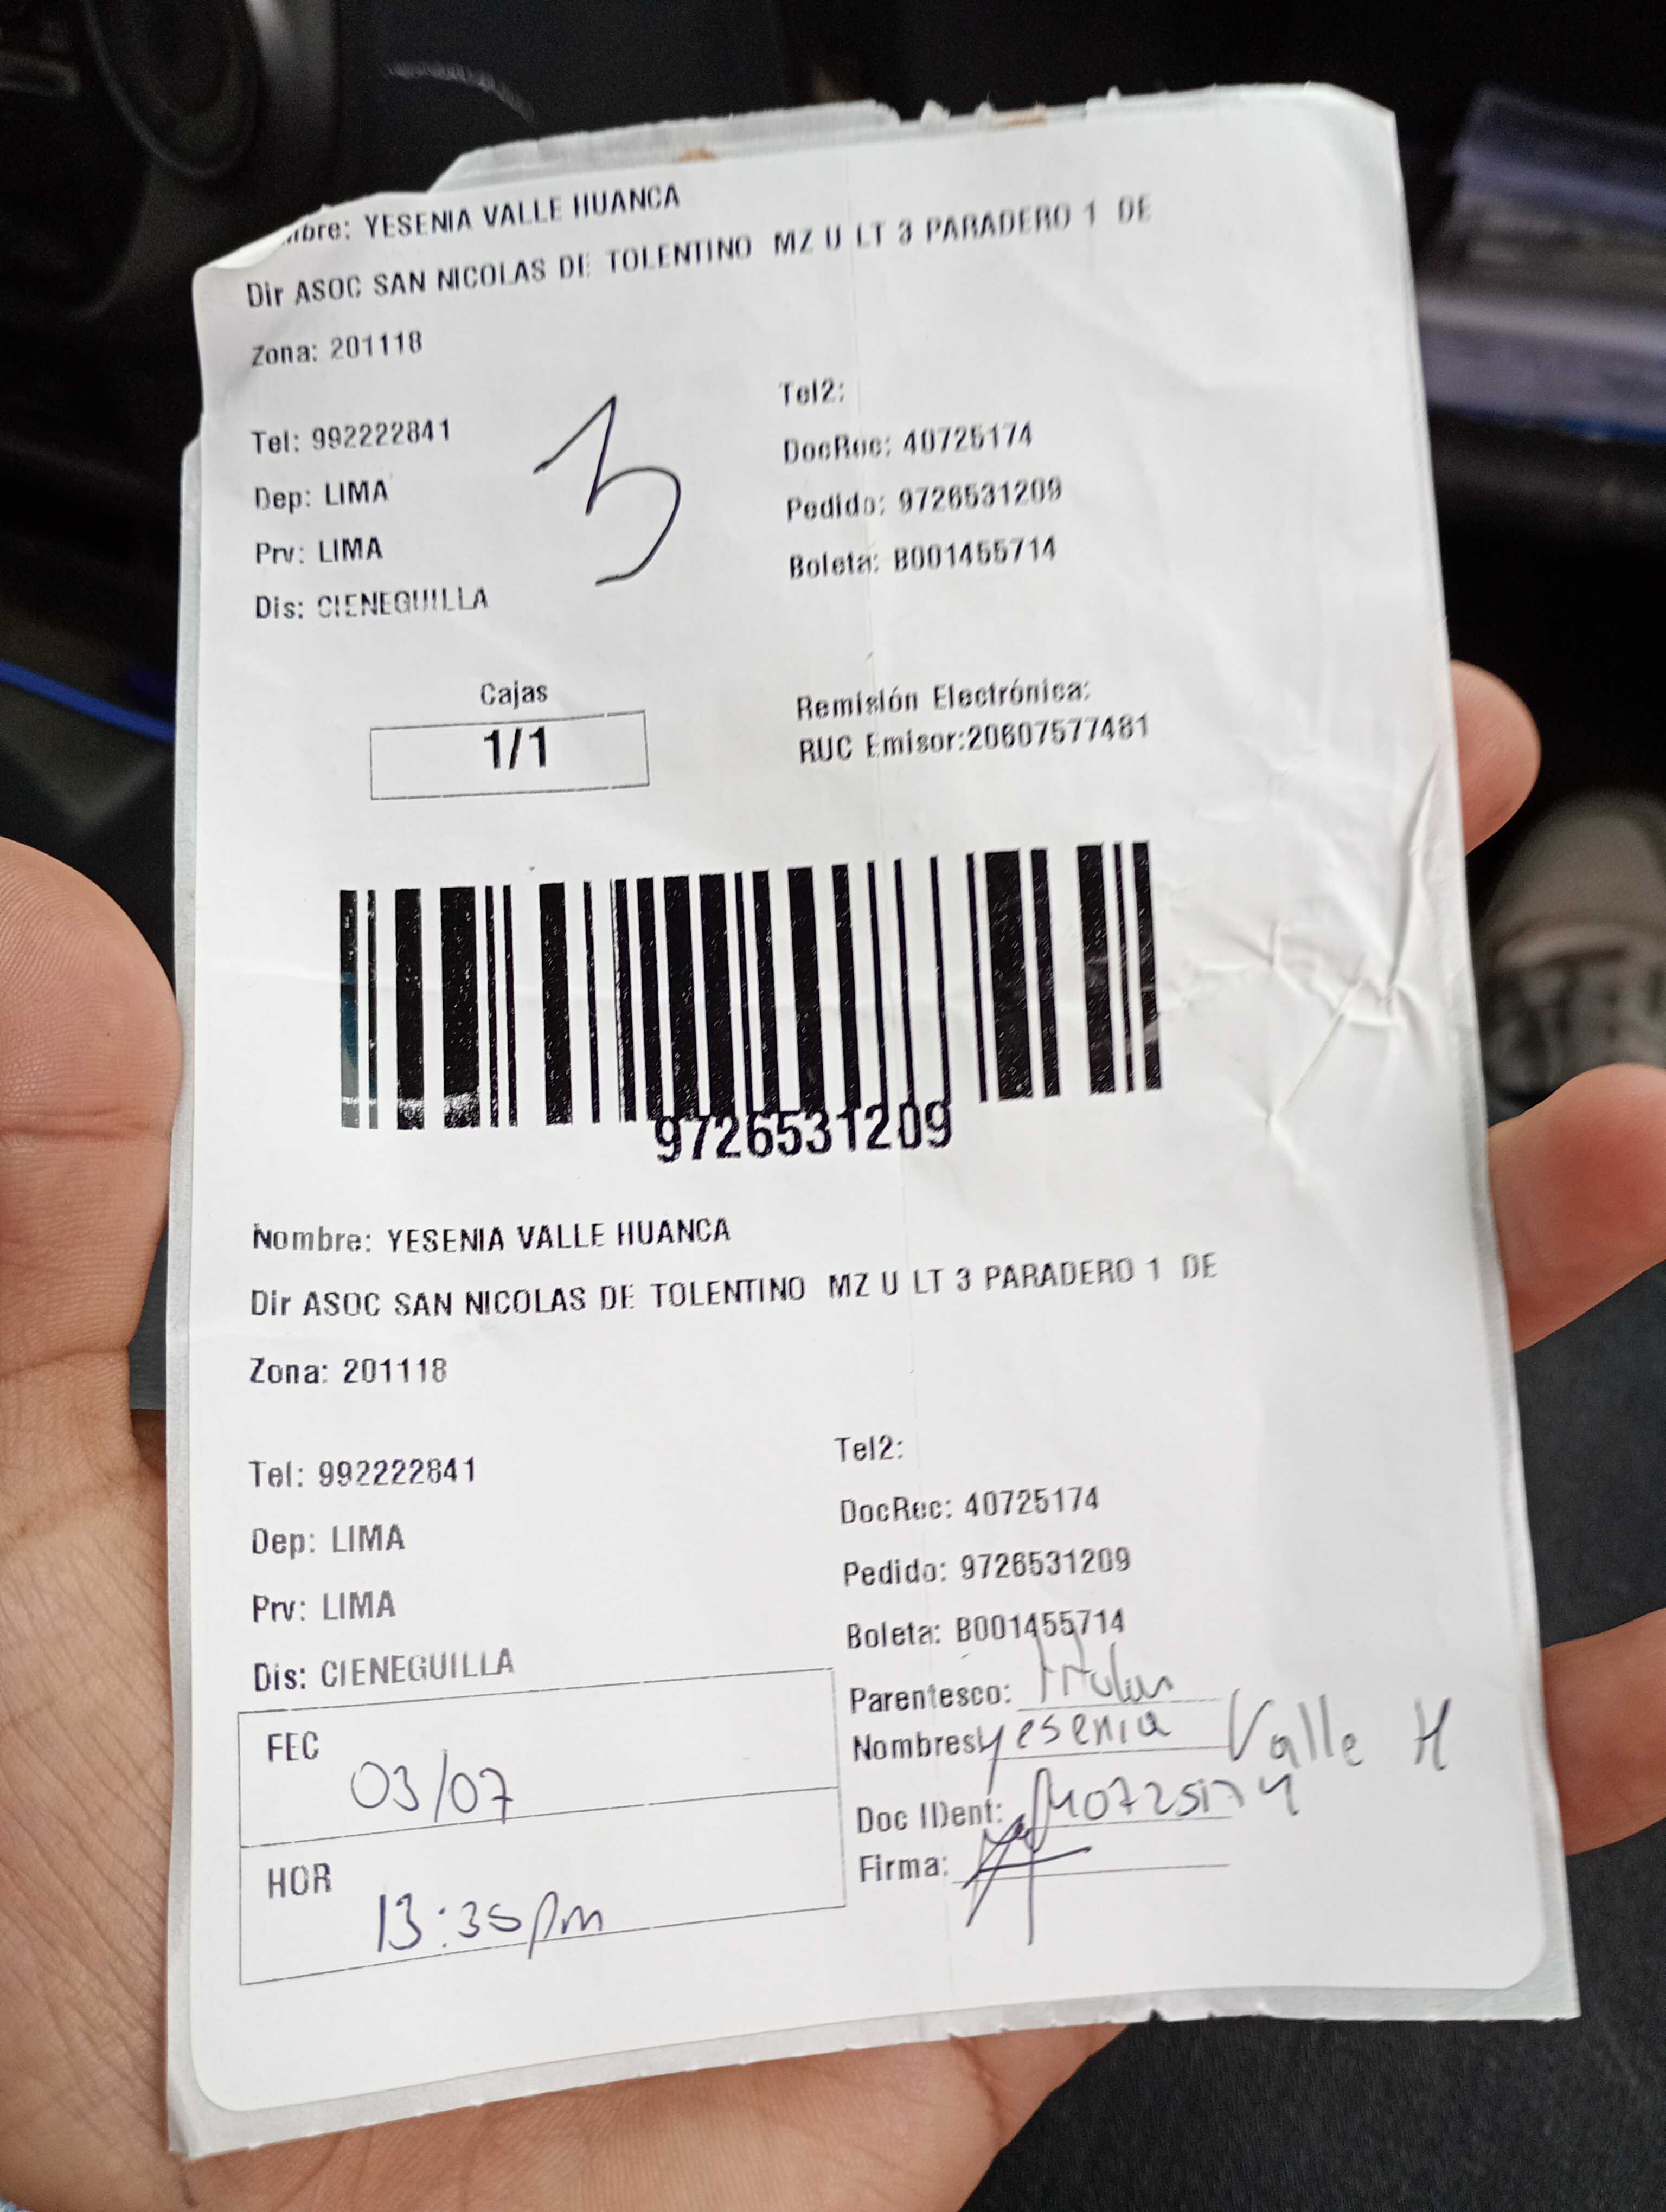 mbre: YESENIA VALLE HUANCA
Dir ASOC SAN NICOLAS DE TOLENTINO MZ U LT 3 PARADERO 1 DE
Zona: 201118
Tel2:
Tel: 992222841
DocRec: 40725174
Dep: LIMA
Pedido: 9726531209
Prv: LIMA
Boleta: B001455714
Dis: CIENEGUILLA
3
Cajas
1/1
Remisión Electrónica:
RUC Emisor:20607577481
9726531209
Nombre: YESENIA VALLE HUANCA
Dir ASOC SAN NICOLAS DE TOLENTINO MZ U LT 3 PARADERO 1 DE
Zona: 201118
Tel2:
Tel: 992222841
DocRec: 40725174
Dep: LIMA
Pedido: 9726531209
Prv: LIMA
Boleta: B001455714
Dis: CIENEGUILLA
Parentesco: titular
Nombres: Yesenia Valle H
FEC 03/07
Doc IDent: 40725174
Firma:
HOR 13:35pm